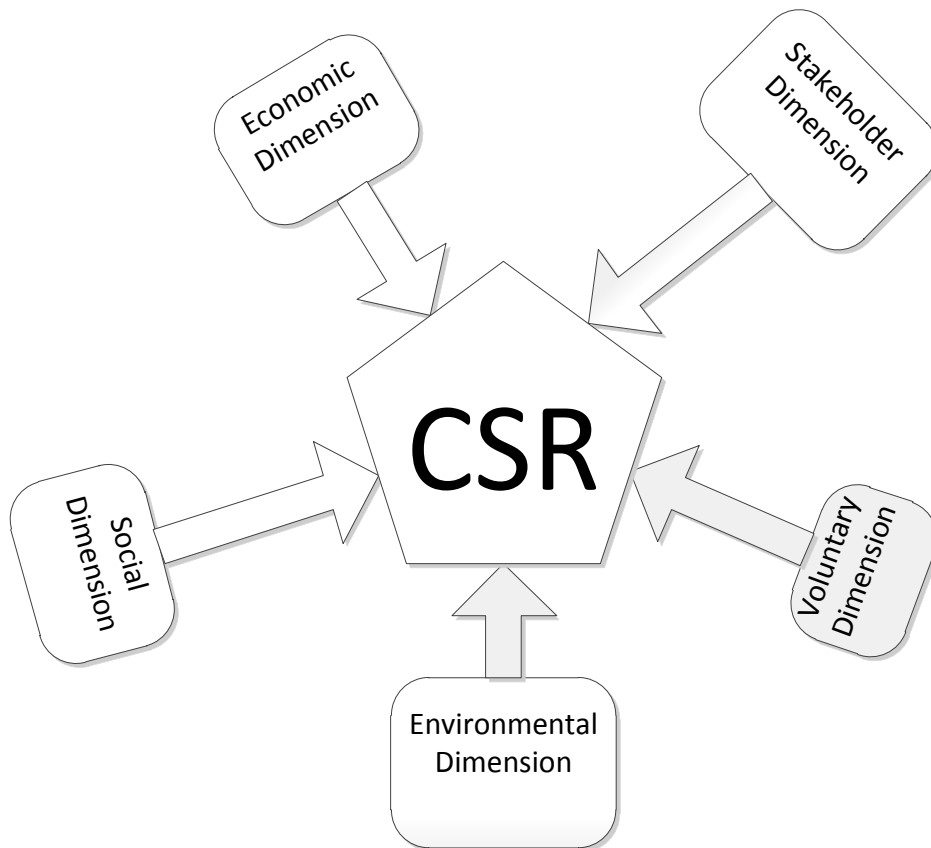 Economic
Dimension
Stakeholder
Dimension
CSR
Social
Dimension
Voluntary
Dimension
Environmental
Dimension